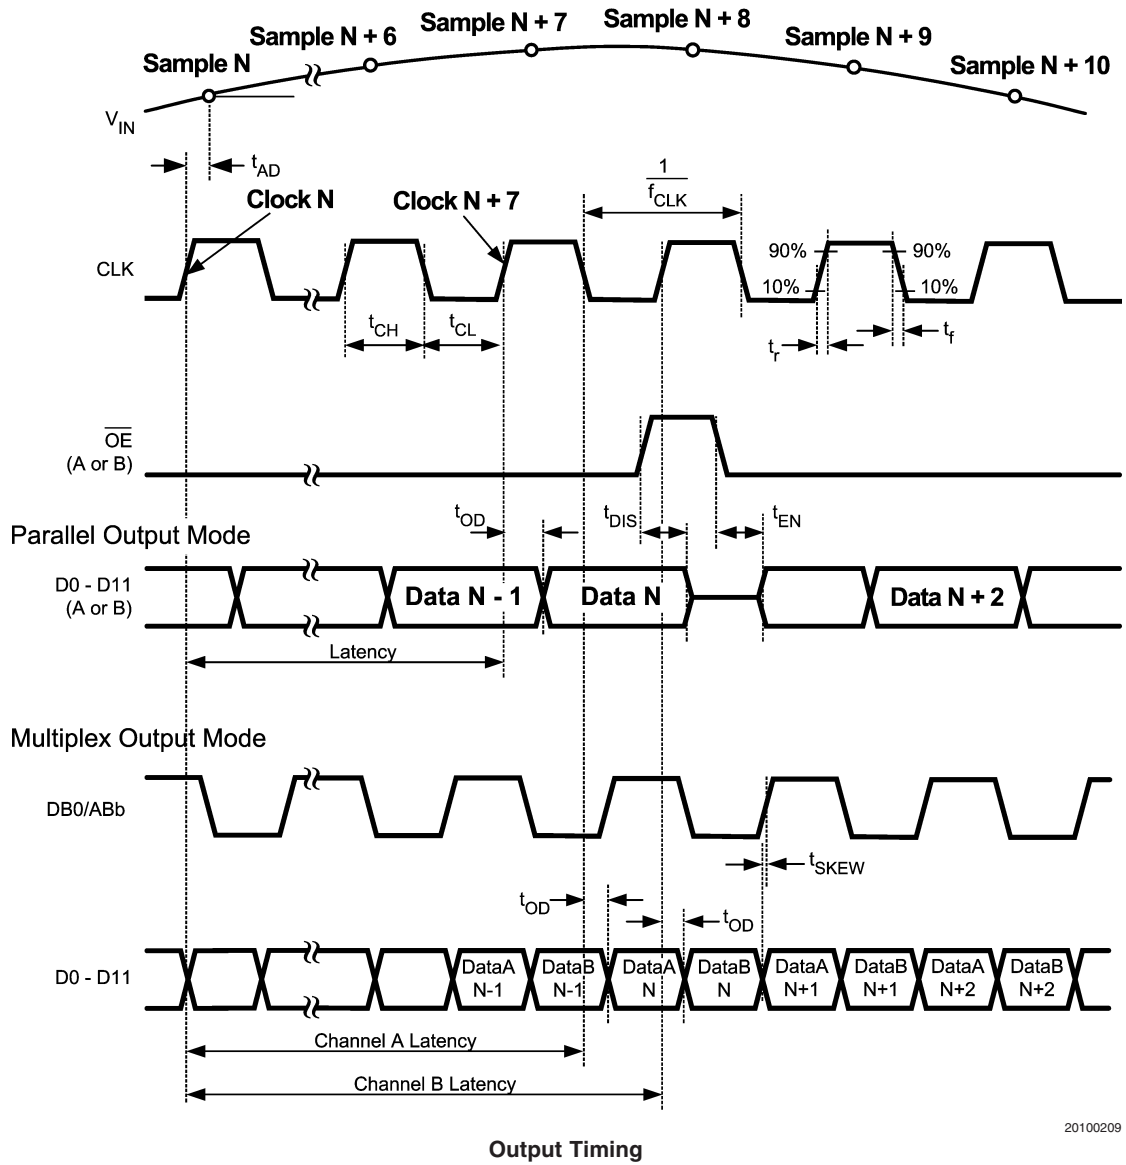 Sample N
Sample N + 6
Sample N + 7
Sample N + 8
Sample N + 9
Sample N + 10
VIN
tAD
Clock N
Clock N + 7
1
fCLK
CLK
90%
90%
10%
10%
tCH
tCL
tr
tf
OE
(A or B)
tOD
tDIS
tEN
Parallel Output Mode
D0 - D11
(A or B)
Data N - 1
Data N
Data N + 2
Latency
Multiplex Output Mode
DB0/ABb
tSKEW
tOD
tOD
D0 - D11
DataA
N-1
DataB
N-1
DataA
N
DataB
N
DataA
N+1
DataB
N+1
DataA
N+2
DataB
N+2
Channel A Latency
Channel B Latency
20100209
Output Timing